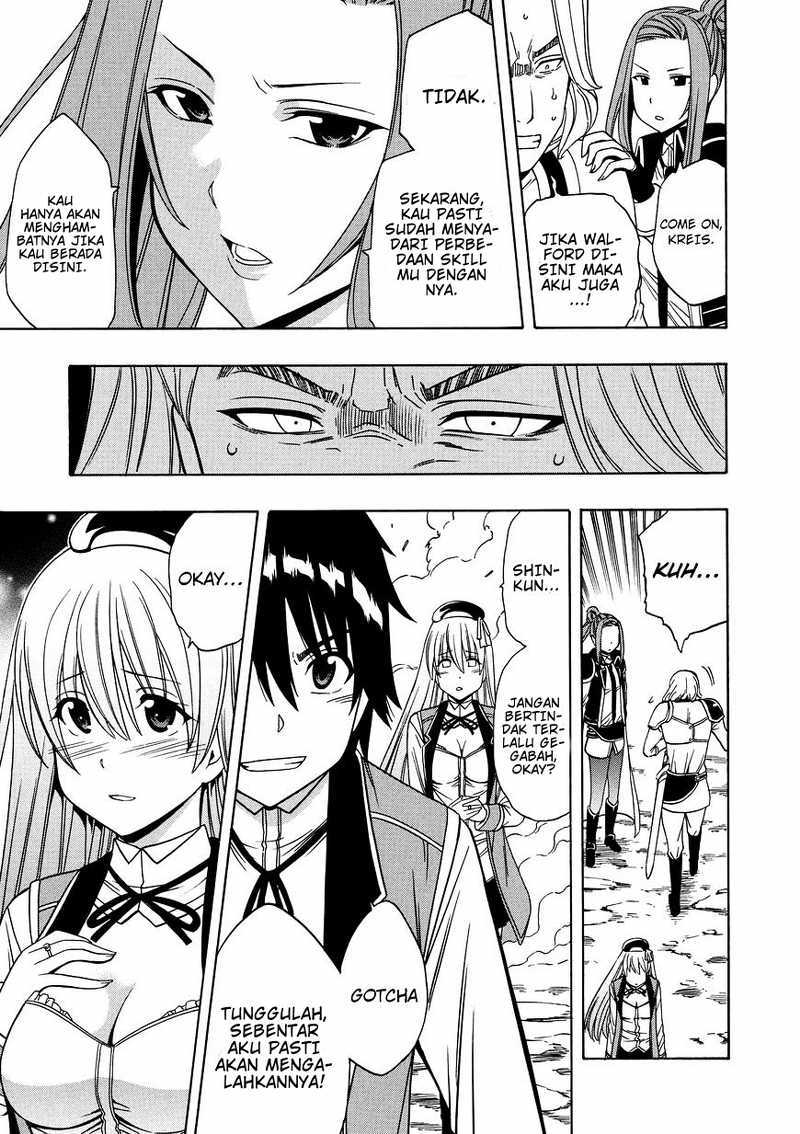 COME ON,
KREIS.
JIKA WAL-
FORD DI-
SINI MAKA
AKU JUGA
...!
TIDAK.
SEKARANG,
KAU PASTI
SUDAH MENYA-
DARI PERBE-
DAAN SKILL
MU DENGAN
NYA.
KAU
HANYA AKAN
MENGHAM-
BATNYA JIKA
KAU BERADA
DISINI.
KUH...
SHIN-
KUN...
JANGAN
BERTIN-
DAK TER-
LALU GE-
GABAH,
OKAY?
GOTCHA
TUNGGULAH,
SEBENTAR
AKU PASTI
AKAN MENGA-
LAHKANNYA!
OKAY...